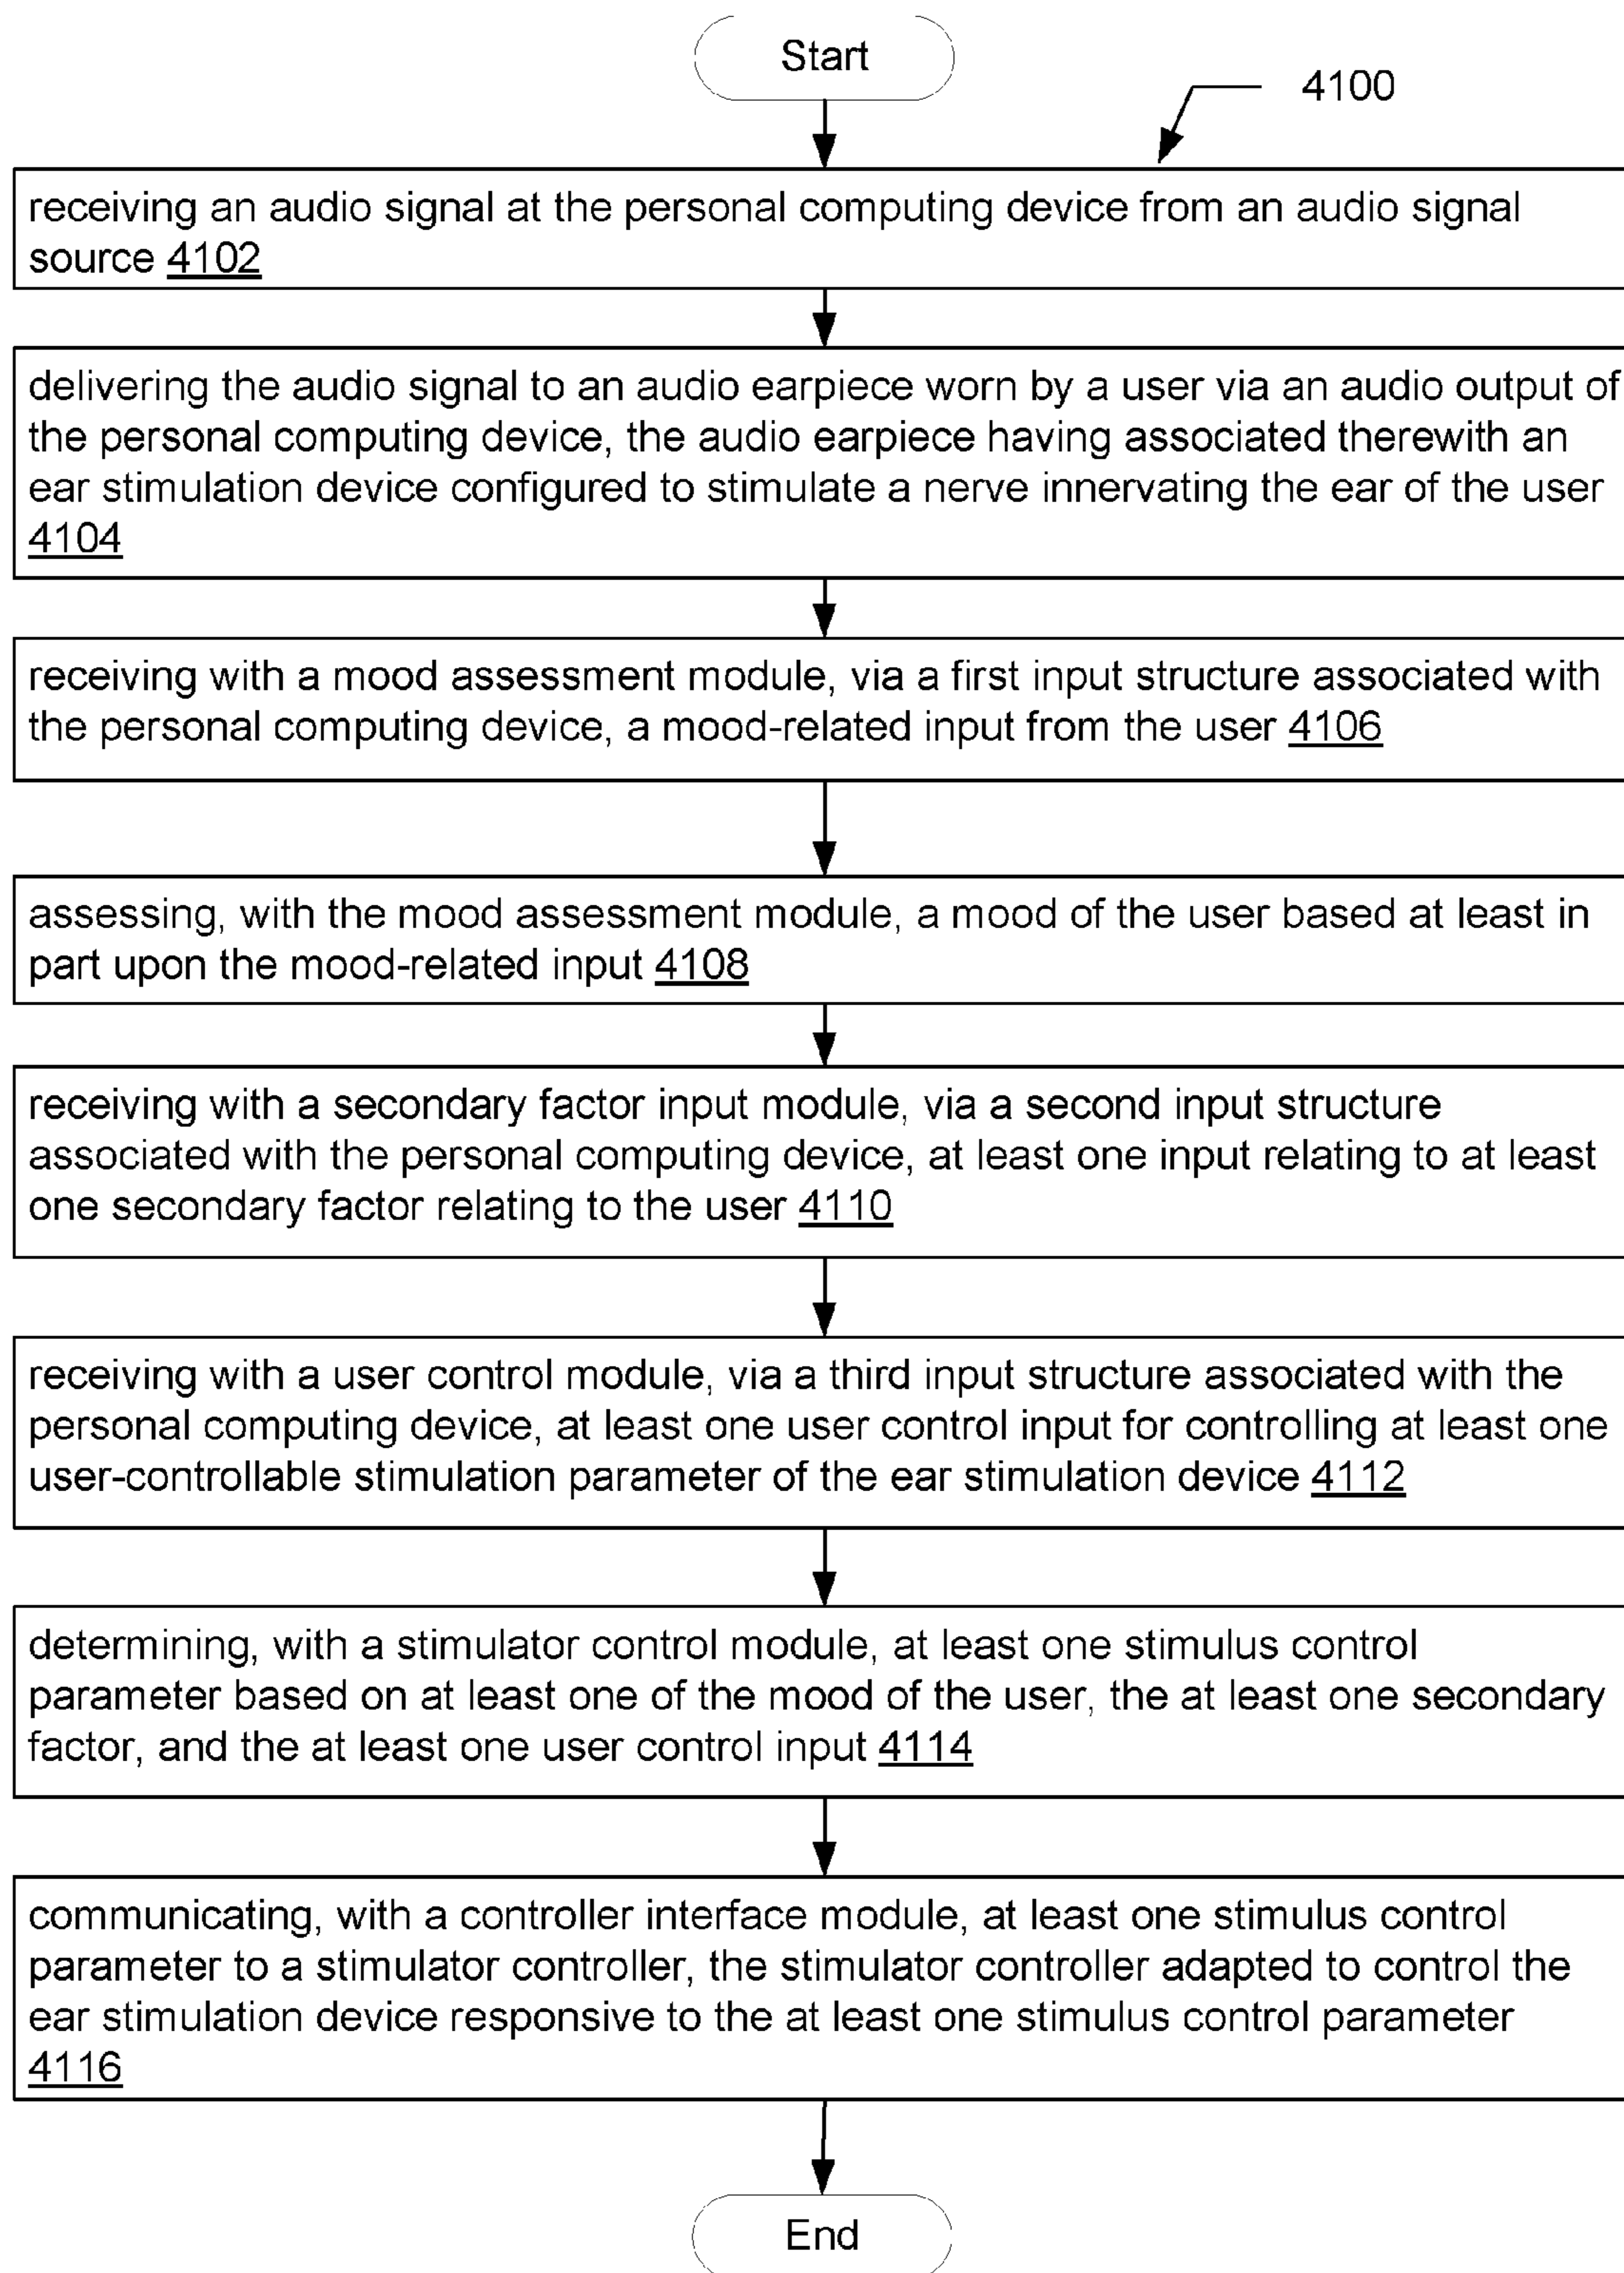 Start
4100
receiving an audio signal at the personal computing device from an audio signal
source 4102
delivering the audio signal to an audio earpiece worn by a user via an audio output of
the personal computing device, the audio earpiece having associated therewith an
ear stimulation device configured to stimulate a nerve innervating the ear of the user
4104
receiving with a mood assessment module, via a first input structure associated with
the personal computing device, a mood-related input from the user 4106
assessing, with the mood assessment module, a mood of the user based at least in
part upon the mood-related input 4108
receiving with a secondary factor input module, via a second input structure
associated with the personal computing device, at least one input relating to at least
one secondary factor relating to the user 4110
receiving with a user control module, via a third input structure associated with the
personal computing device, at least one user control input for controlling at least one
user-controllable stimulation parameter of the ear stimulation device 4112
determining, with a stimulator control module, at least one stimulus control
parameter based on at least one of the mood of the user, the at least one secondary
factor, and the at least one user control input 4114
communicating, with a controller interface module, at least one stimulus control
parameter to a stimulator controller, the stimulator controller adapted to control the
ear stimulation device responsive to the at least one stimulus control parameter
4116
End